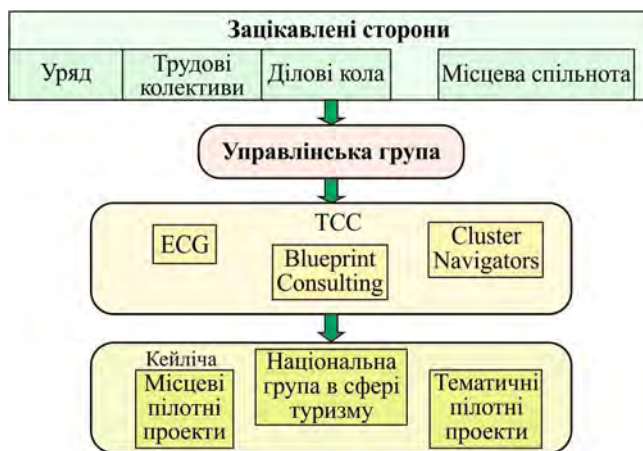 Зацікавлені сторони
Уряд
Трудові
колективи
Ділові кола
Місцева спільнота
Управлінська група
ТСС
ECG
Blueprint
Consulting
Cluster
Navigators
Кейліча
Місцеві
пілотні
проекти
Національна
група в сфері
туризму
Тематичні
пілотні
проекти